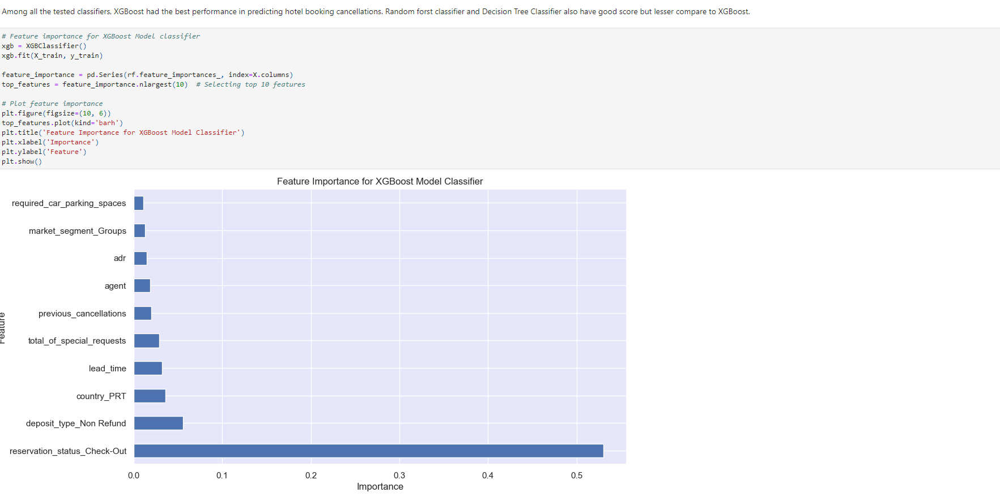 Among all the tested classifiers, XGBoost had the best performance in predicting hotel booking cancellations. Random forst classifier and Decision Tree Classifier also have good score but lesser compare to XGBoost.
# Feature importance for XGBoost Model classifier
xgb = XGBClassifier()
xgb.fit(X_train, y_train)
feature_importance = pd.Series(rf.feature_importances_, index=X.columns)
top_features = feature_importance.nlargest(10)  # Selecting top 10 features
# Plot feature importance
plt.figure(figsize=(10, 6))
top_features.plot(kind='barh')
plt.title('Feature Importance for XGBoost Model Classifier')
plt.xlabel('Importance')
plt.ylabel('Feature')
plt.show()
Feature Importance for XGBoost Model Classifier
required_car_parking_spaces
market_segment_Groups
adr
agent
previous_cancellations
Feature
total_of_special_requests
lead_time
country_PRT
deposit_type_Non Refund
reservation_status_Check-Out
0.0 0.1 0.2 0.3 0.4 0.5
Importance